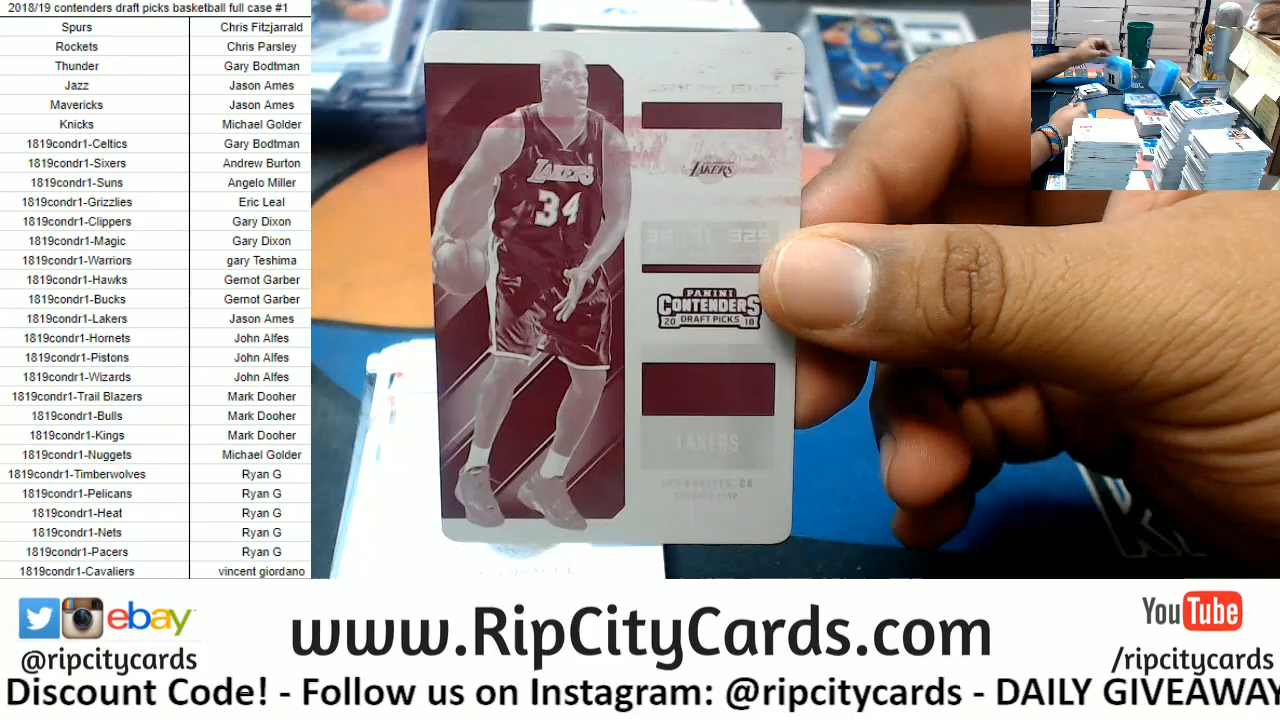 2018/19 contenders draft picks basketball full case #1
Spurs Chris Fitzjarrald
Rockets Chris Parsley
Thunder Gary Bodtman
Jazz Jason Ames
Mavericks Jason Ames
Knicks Michael Golder
1819condr1-Celtics Gary Bodtman
1819condr1-Sixers Andrew Burton
1819condr1-Suns Angelo Miller
1819condr1-Grizzlies Eric Leal
1819condr1-Clippers Gary Dixon
1819condr1-Magic Gary Dixon
1819condr1-Warriors gary Teshima
1819condr1-Hawks Gernot Garber
1819condr1-Bucks Gernot Garber
1819condr1-Lakers Jason Ames
1819condr1-Hornets John Alfes
1819condr1-Pistons John Alfes
1819condr1-Wizards John Alfes
1819condr1-Trail Blazers Mark Dooher
1819condr1-Bulls Mark Dooher
1819condr1-Kings Mark Dooher
1819condr1-Nuggets Michael Golder
1819condr1-Timberwolves Ryan G
1819condr1-Pelicans Ryan G
1819condr1-Heat Ryan G
1819condr1-Nets Ryan G
1819condr1-Pacers Ryan G
1819condr1-Cavaliers vincent giordano
LAKERS
34
LAKERS
PANINI
CONTENDERS
20 DRAFT PICKS 18
LAKERS
LOS ANGELES, CA
ebay
@ripcitycards
www.RipCityCards.com
YouTube
/ripcitycards
Discount Code! - Follow us on Instagram: @ripcitycards - DAILY GIVEAWAY